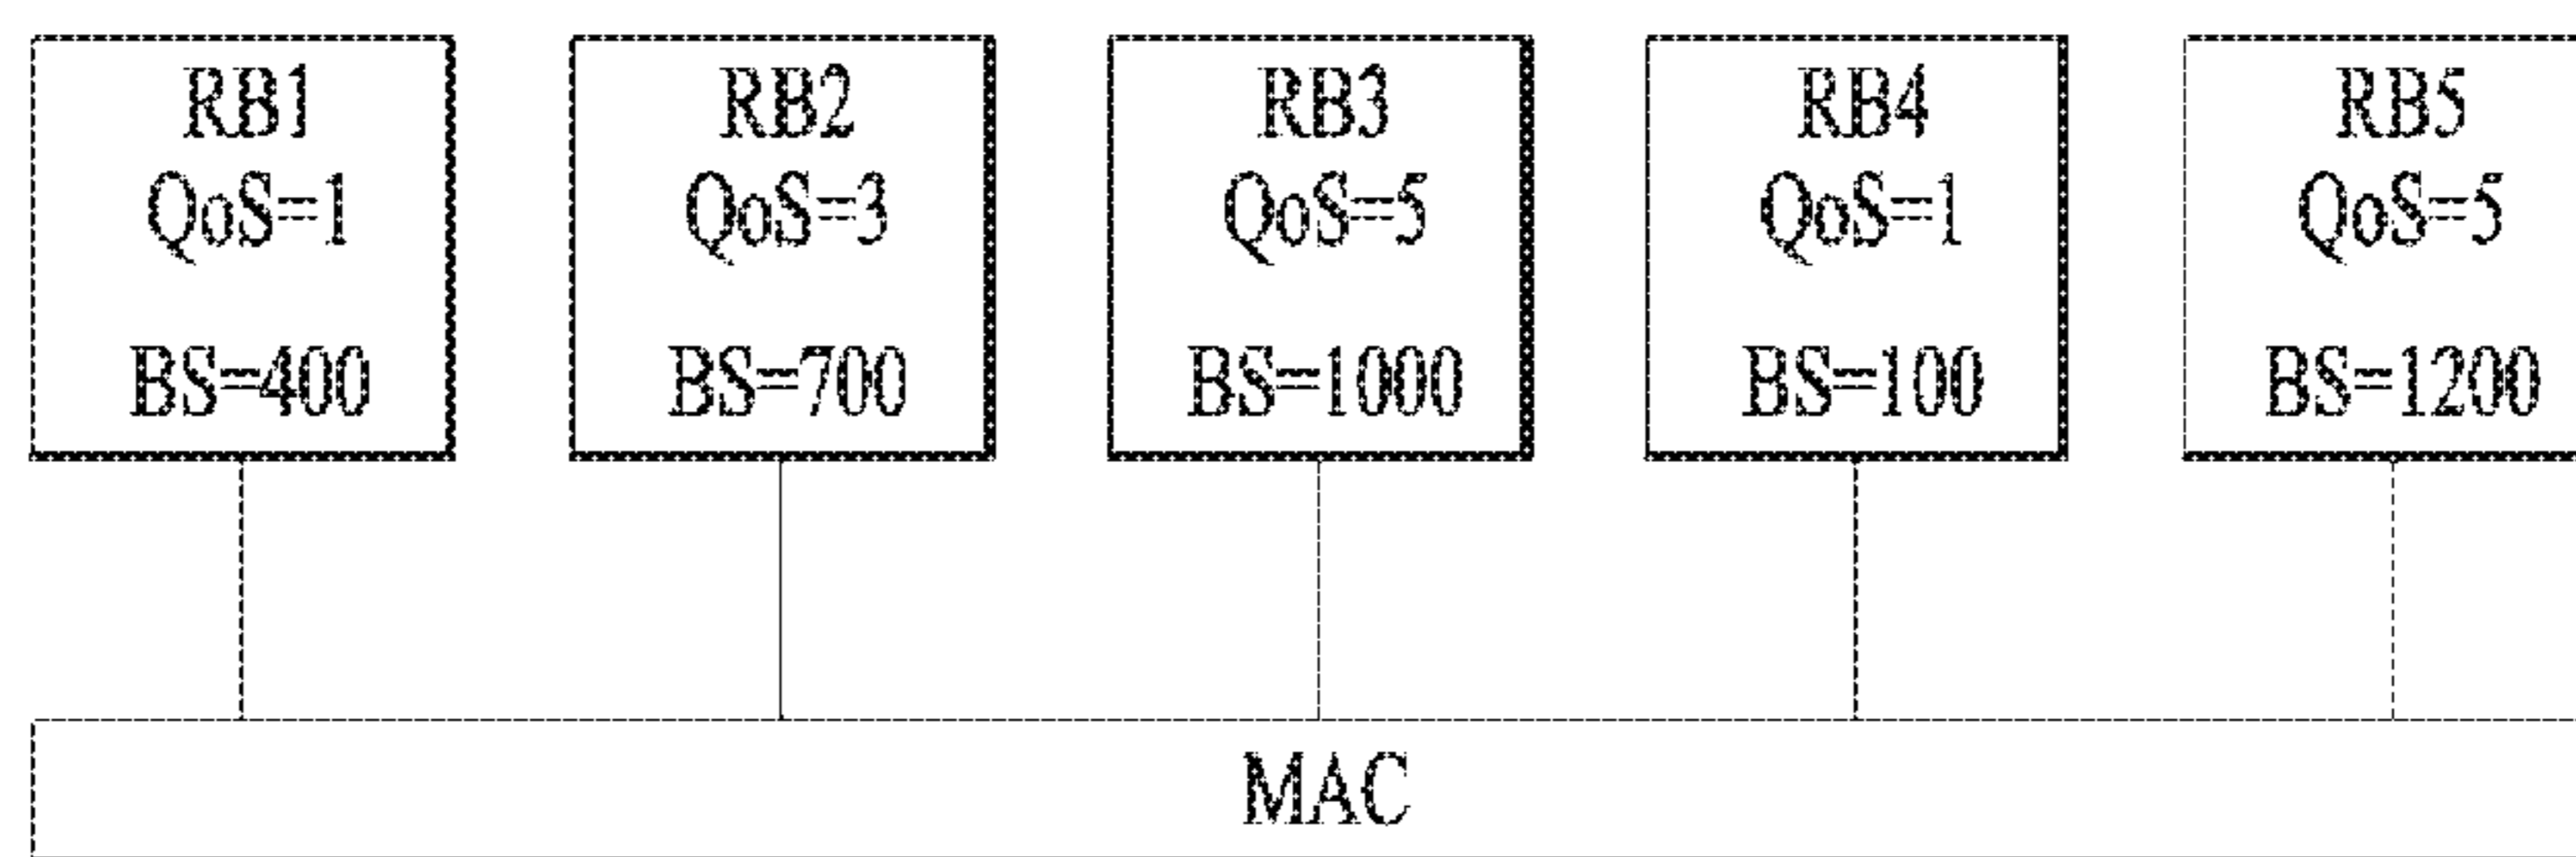 RB1
QoS=1
BS=400
RB2
QoS=3
BS=700
RB3
QoS=5
BS=1000
RB4
QoS=1
BS=100
RB5
QoS=5
BS=1200
MAC